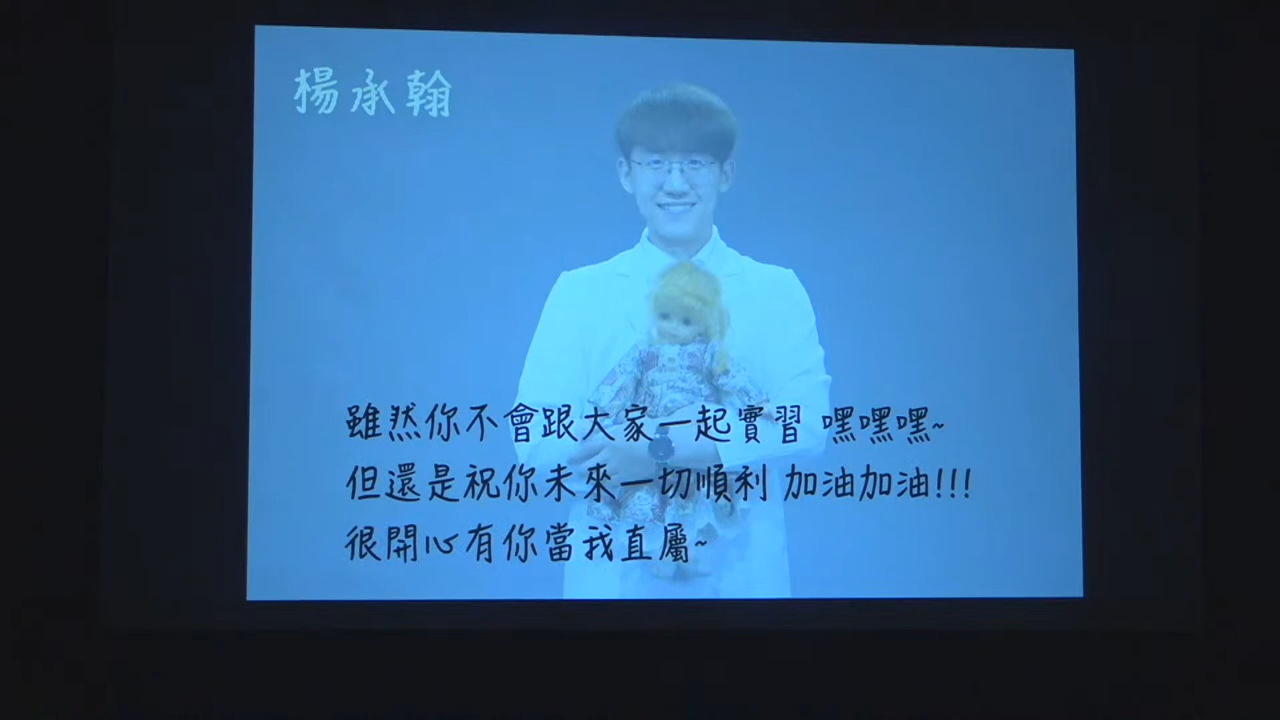 楊承翰
雖然你不會跟大家一起實習 嘿嘿嘿~
但還是祝你未來一切順利 加油加油!!!
很開心有你當我直屬~